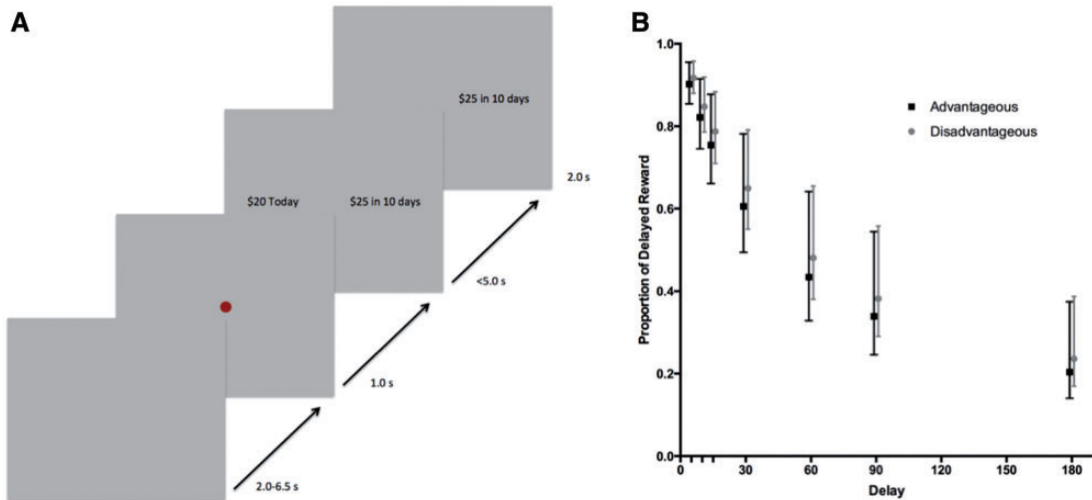 A
$25 in 10 days
2.0 s
$20 Today
$25 in 10 days
<5.0 s
1.0 s
2.0-6.5 s
B
Proportion of Delayed Reward
1.0
0.8
0.6
0.4
0.2
0.0
Advantageous
Disadvantageous
0 30 60 90 120 150 180
Delay